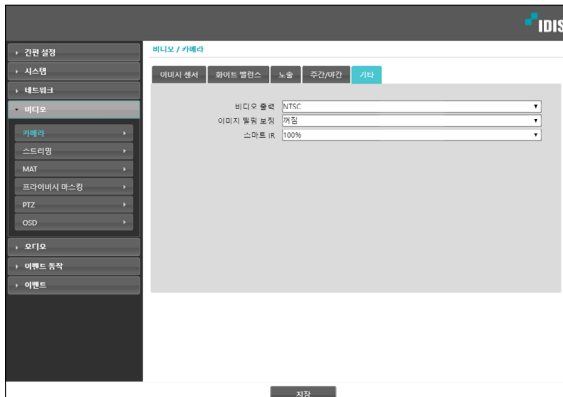 IDIS
간편 설정
시스템
네트워크
비디오
카메라
스트리밍
MAT
프라이버시 마스킹
PTZ
OSD
오디오
이벤트 동작
이벤트
비디오 / 카메라
이미지 센서 화이트 밸런스 노출 주간/야간 기타
비디오 출력 NTSC
이미지 떨림 보정 꺼짐
스마트 IR 100%
저장